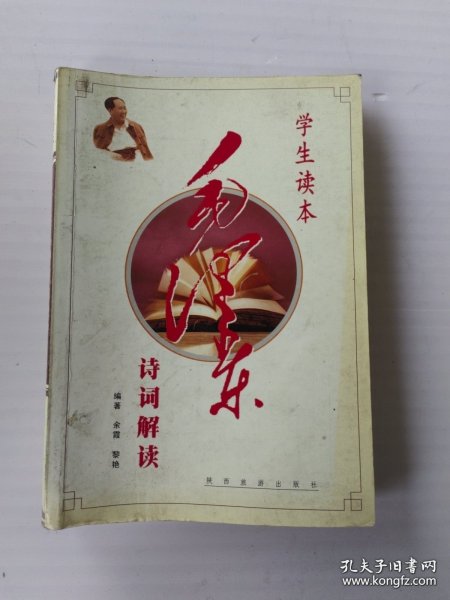 学生读本
毛泽东
诗词解读
编著 余霞 黎艳
陕西旅游出版社
孔夫子旧书网
www.kongfz.com